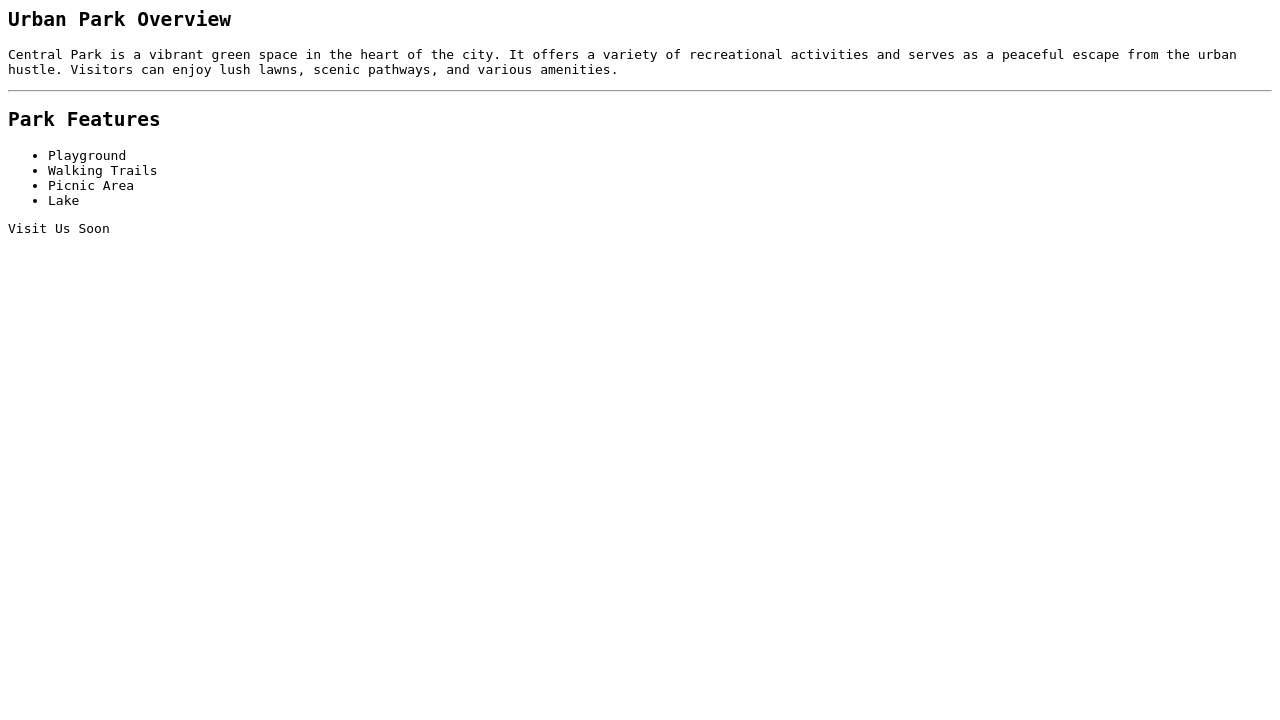 Urban Park Overview
Central Park is a vibrant green space in the heart of the city. It offers a variety of recreational activities and serves as a peaceful escape from the urban
hustle. Visitors can enjoy lush lawns, scenic pathways, and various amenities.
Park Features
• Playground
• Walking Trails
• Picnic Area
• Lake
Visit Us Soon